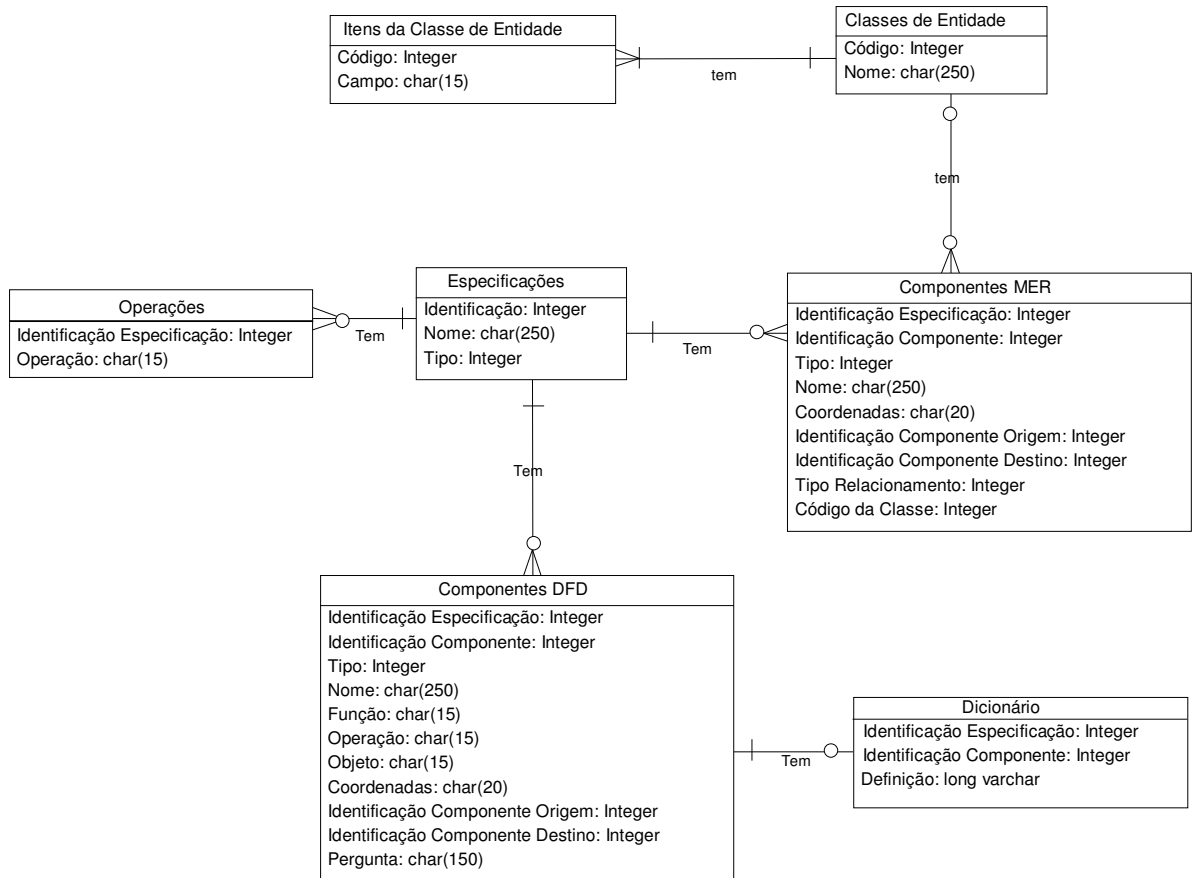 Itens da Classe de Entidade
Código: Integer
Campo: char(15)
tem
Classes de Entidade
Código: Integer
Nome: char(250)
tem
Operações
Identificação Especificação: Integer
Operação: char(15)
Tem
Especificações
Identificação: Integer
Nome: char(250)
Tipo: Integer
Tem
Componentes MER
Identificação Especificação: Integer
Identificação Componente: Integer
Tipo: Integer
Nome: char(250)
Coordenadas: char(20)
Identificação Componente Origem: Integer
Identificação Componente Destino: Integer
Tipo Relacionamento: Integer
Código da Classe: Integer
Tem
Componentes DFD
Identificação Especificação: Integer
Identificação Componente: Integer
Tipo: Integer
Nome: char(250)
Função: char(15)
Operação: char(15)
Objeto: char(15)
Coordenadas: char(20)
Identificação Componente Origem: Integer
Identificação Componente Destino: Integer
Pergunta: char(150)
Tem
Dicionário
Identificação Especificação: Integer
Identificação Componente: Integer
Definição: long varchar